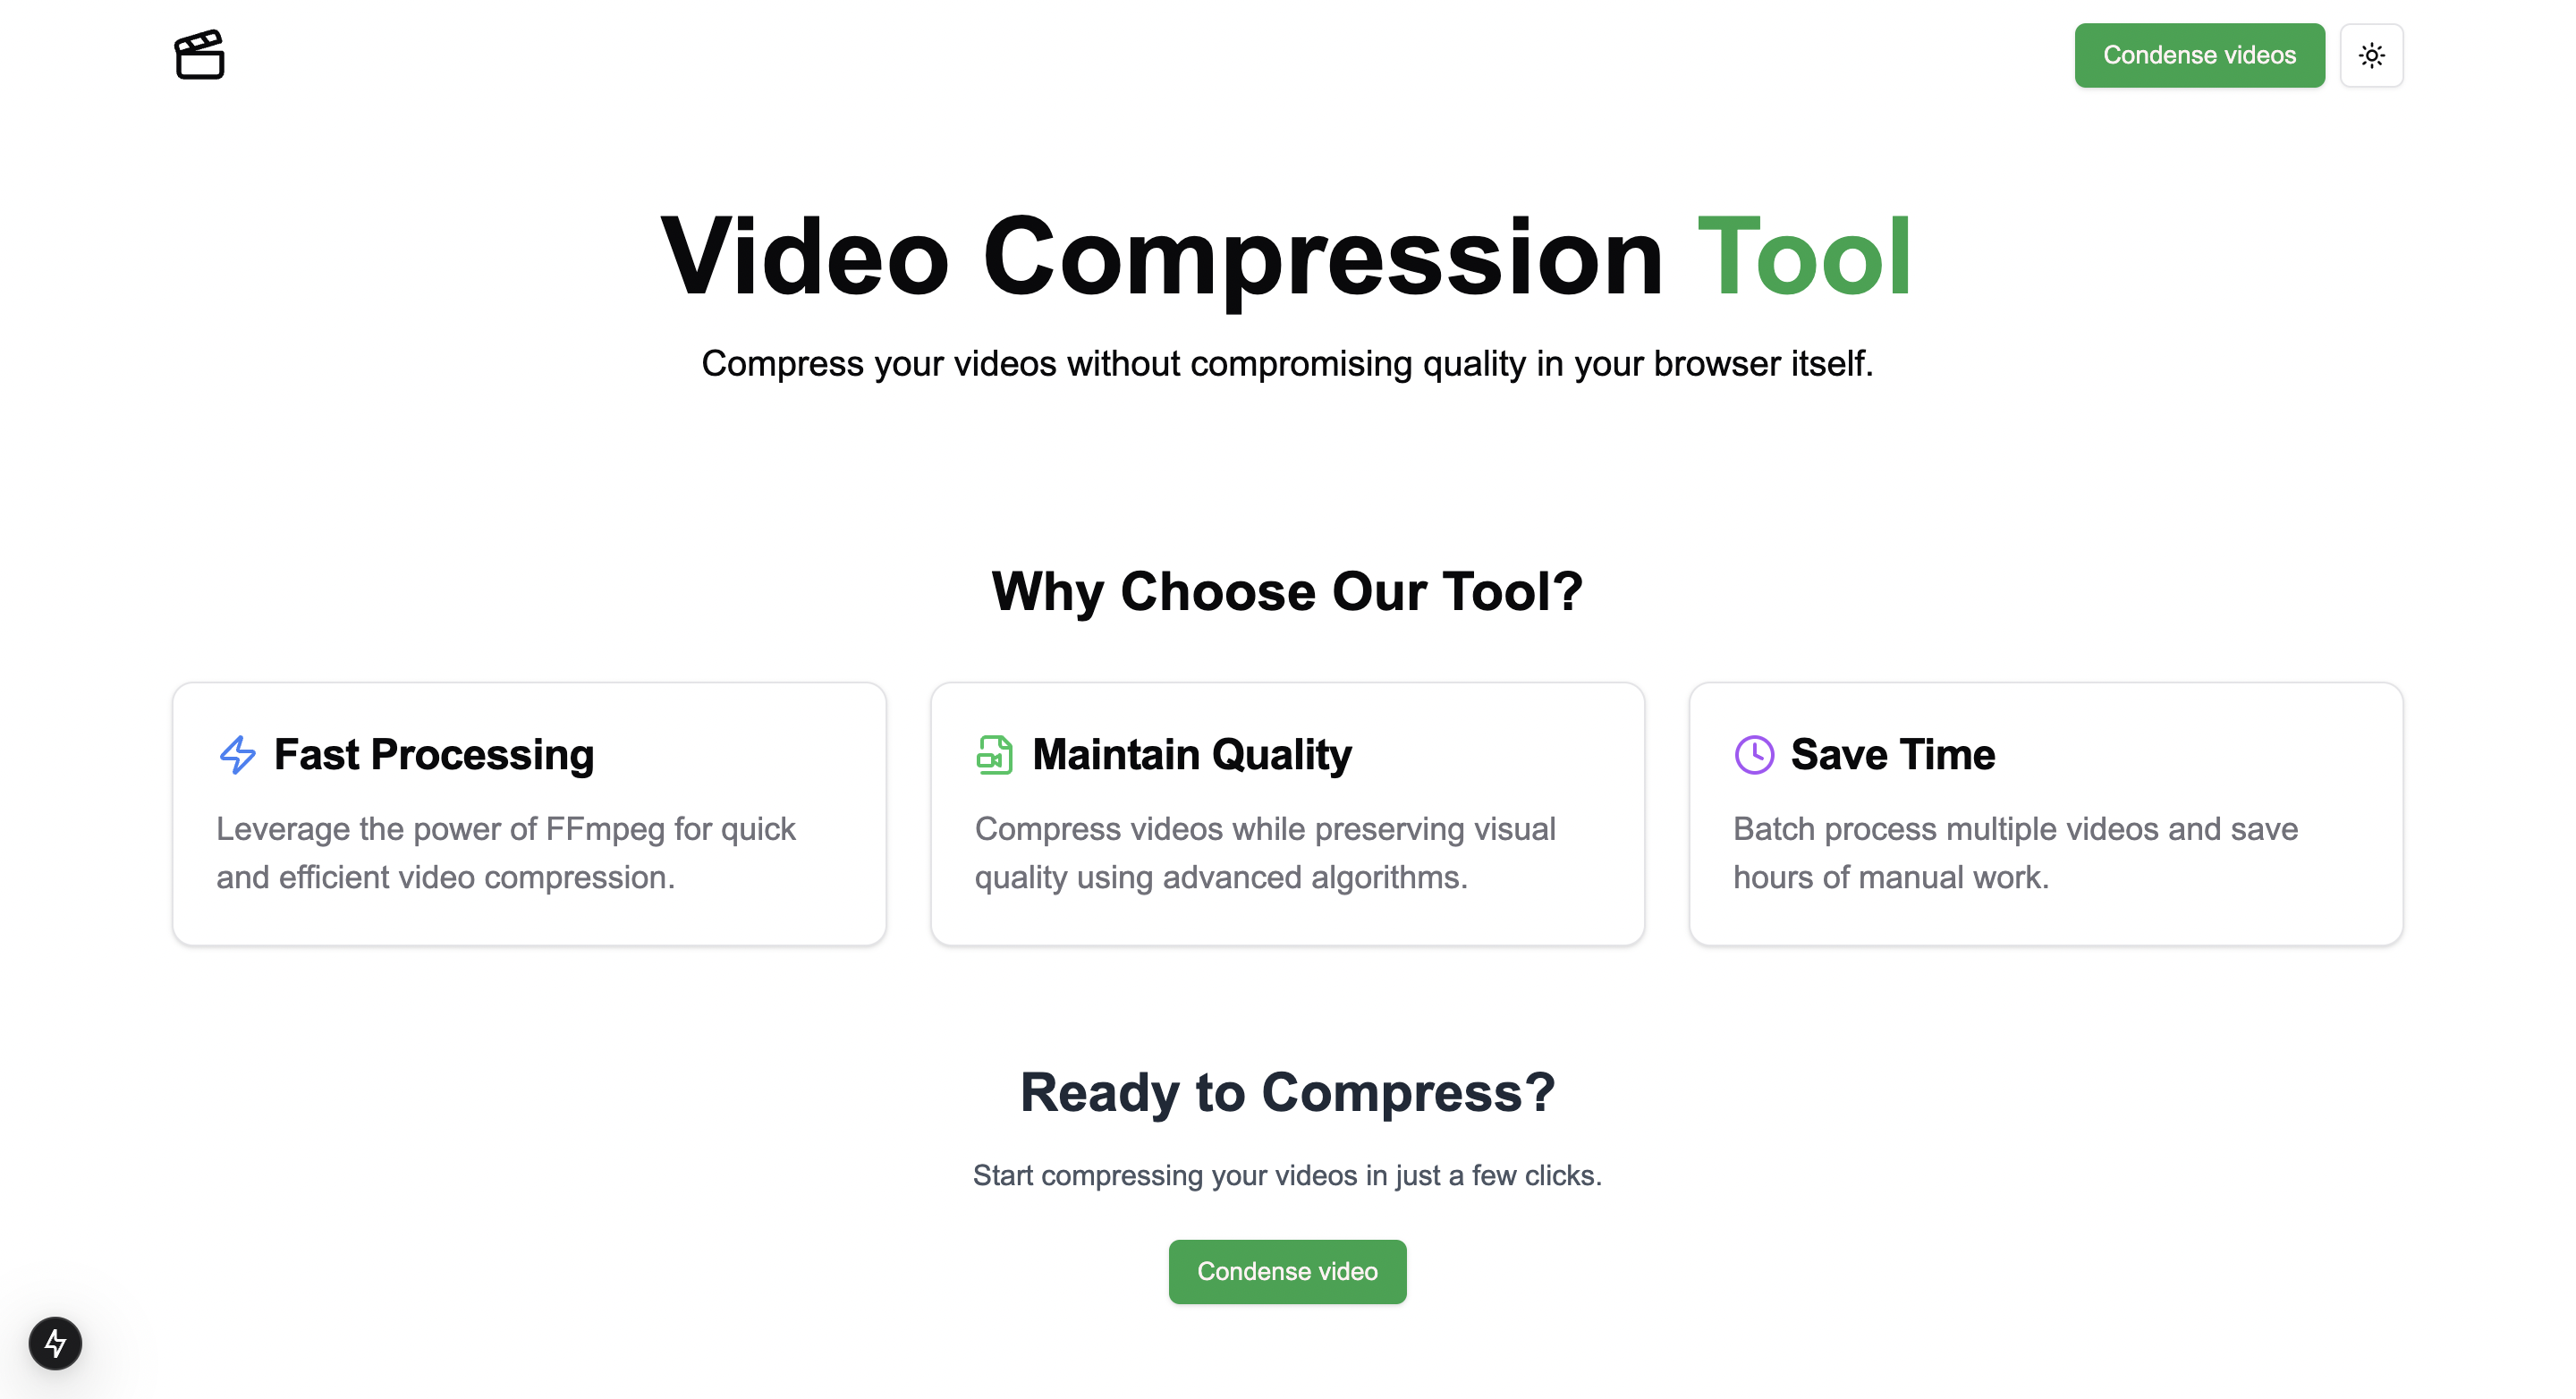 Condense videos
Video Compression Tool
Compress your videos without compromising quality in your browser itself.
Why Choose Our Tool?
Fast Processing
Leverage the power of FFmpeg for quick
and efficient video compression.
Maintain Quality
Compress videos while preserving visual
quality using advanced algorithms.
Save Time
Batch process multiple videos and save
hours of manual work.
Ready to Compress?
Start compressing your videos in just a few clicks.
Condense video